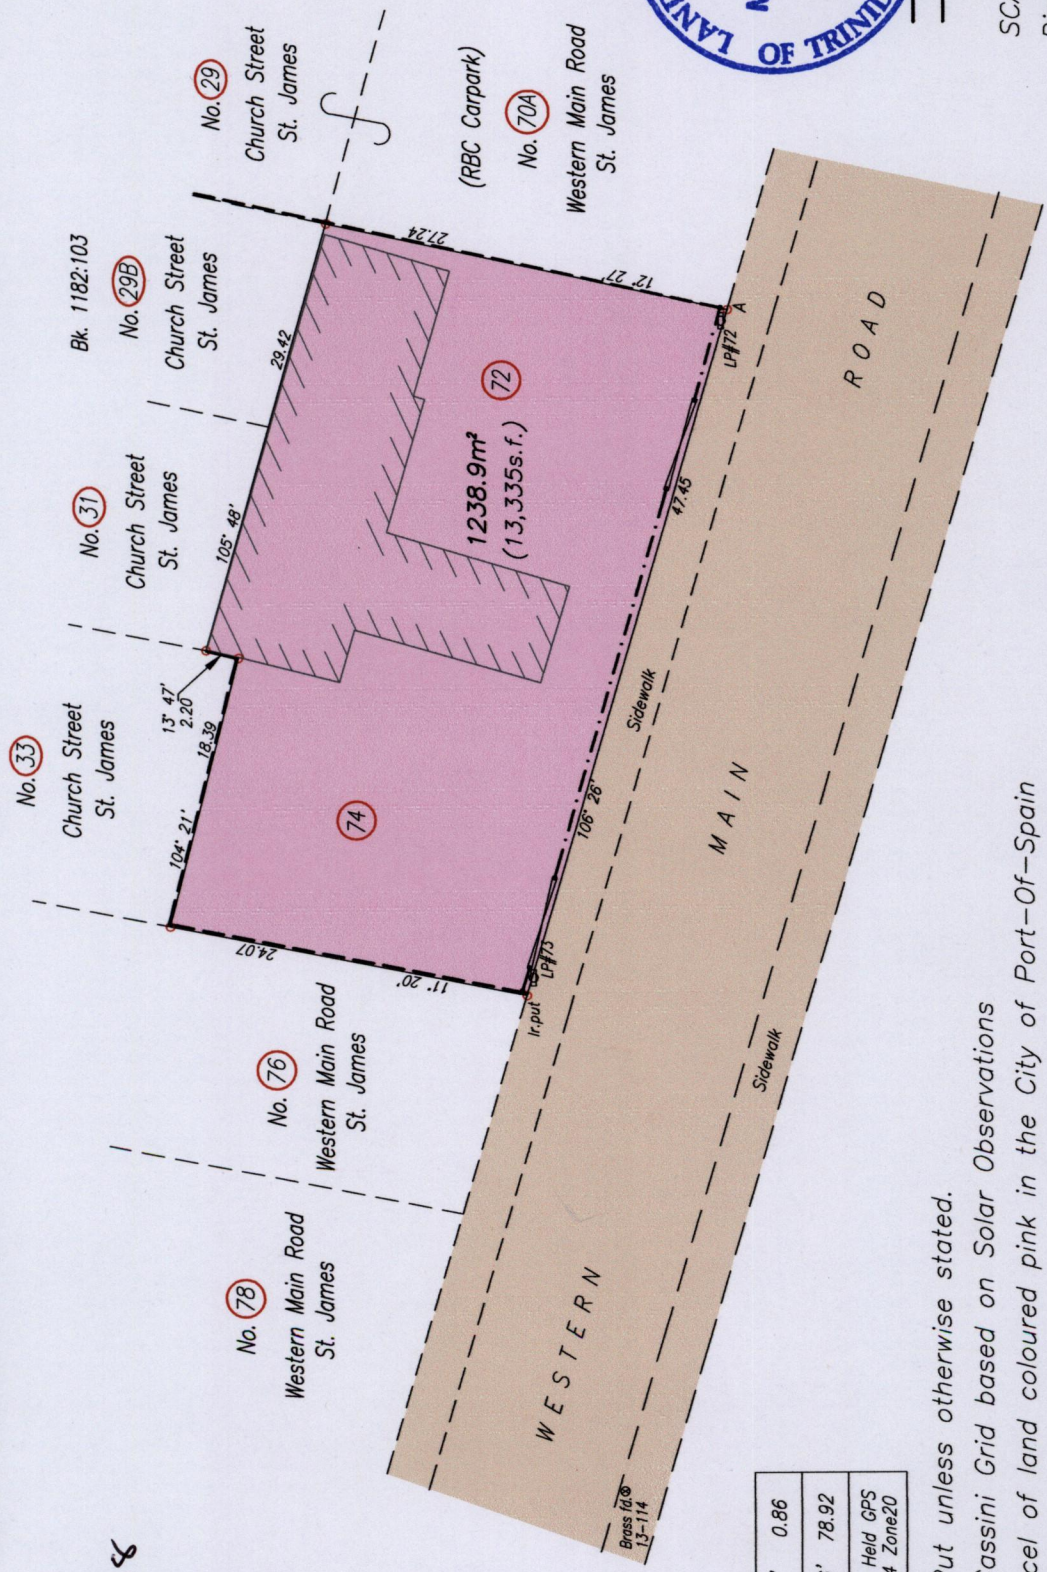 No. 33
Church Street
St. James
No. 31
Church Street
St. James
Bk. 1182:103
No. 29B
Church Street
St. James
No. 29
Church Street
St. James
(RBC Carpark)
No. 70A
Western Main Road
St. James
LAND
OF TRINID
104° 21'
18.39
13° 47'
2.20
105° 48'
29.42
27.24
12° 27'
24.07
11° 20'
74
72
1238.9m²
(13,335s.f.)
106° 26'
47.45
LP#72
A
LP#73
Ir.put
No. 76
Western Main Road
St. James
No. 78
Western Main Road
St. James
Sidewalk
WESTERN MAIN ROAD
Sidewalk
Brass fd.
13-114
0.86
78.92
Held GPS
4 Zone20
Put unless otherwise stated.
assini Grid based on Solar Observations
cel of land coloured pink in the City of Port-Of-Spain